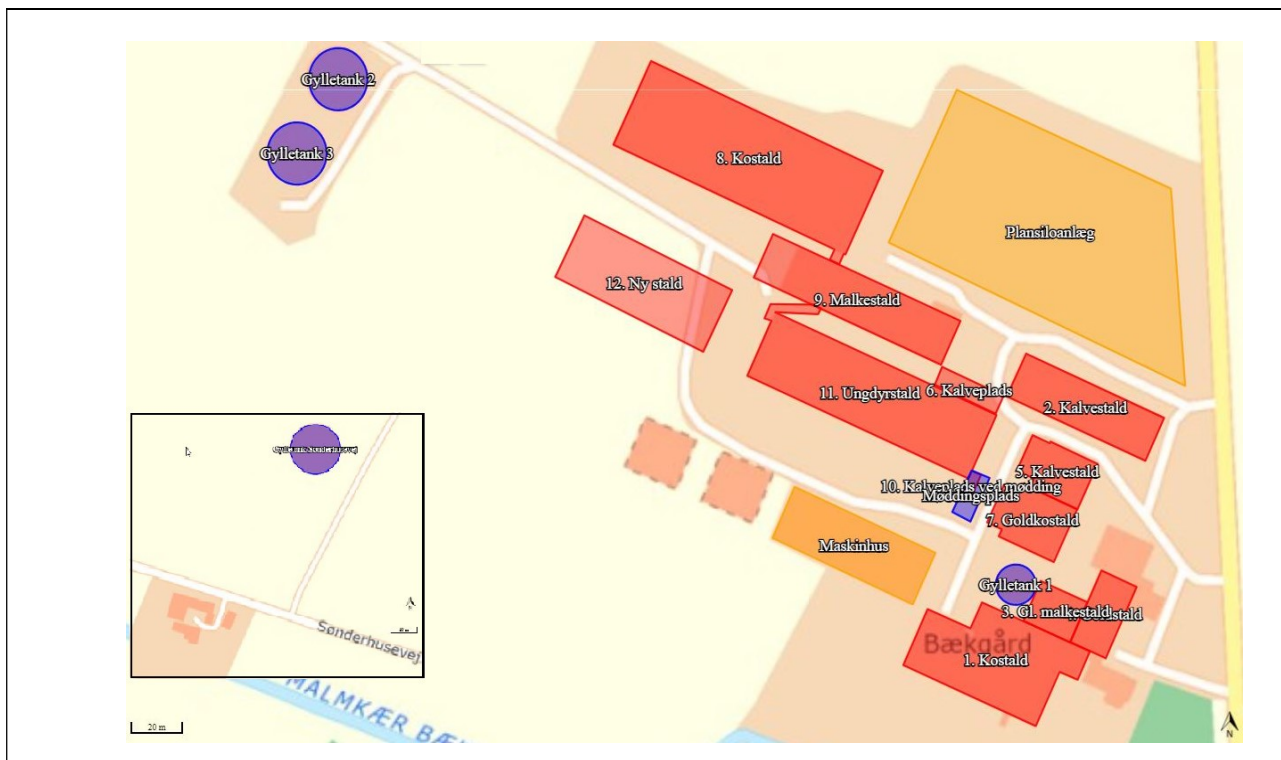 Gylletank 2
Gylletank 3
8. Kostald
Plansiloanlæg
12. Ny stald
9. Malkestald
6. Kalveplads
11. Ungdyrstald
2. Kalvestald
5. Kalvestald
10. Kalveplads ved mødding
Møddingsplads
7. Goldkostald
Maskinhus
Gylletank 1
3. Gl. malkestald
Bækgård
1. Kostald
Sønderhusevej
MALMKÆR
20 m
N